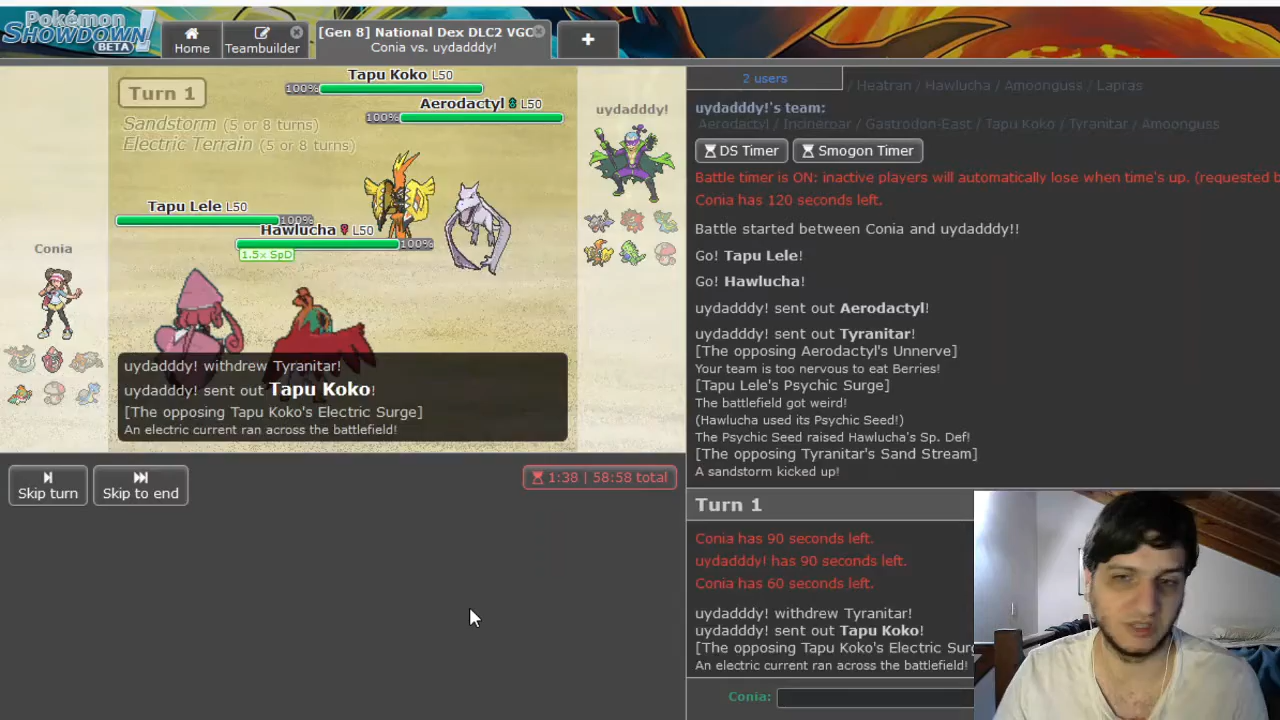 Pokémon
SHOWDOWN!
BETA
Home
Teambuilder
[Gen 8] National Dex DLC2 VGC
Conia vs. uydadddy!
+
Turn 1
Sandstorm (5 or 8 turns)
Electric Terrain (5 or 8 turns)
Tapu Koko L50
100%
Aerodactyl L50
100%
uydadddy!
Tapu Lele L50
100%
Hawlucha L50
100%
1.5× SpD
Conia
uydadddy! withdrew Tyranitar!
uydadddy! sent out Tapu Koko!
[The opposing Tapu Koko's Electric Surge]
An electric current ran across the battlefield!
Skip turn
Skip to end
1:38 | 58:58 total
2 users
/ Heatran / Hawlucha / Amoonguss / Lapras
uydadddy!'s team:
Aerodactyl / Incineroar / Gastrodon-East / Tapu Koko / Tyranitar / Amoonguss
DS Timer
Smogon Timer
Battle timer is ON: inactive players will automatically lose when time's up. (requested b
Conia has 120 seconds left.
Battle started between Conia and uydadddy!!
Go! Tapu Lele!
Go! Hawlucha!
uydadddy! sent out Aerodactyl!
uydadddy! sent out Tyranitar!
[The opposing Aerodactyl's Unnerve]
Your team is too nervous to eat Berries!
[Tapu Lele's Psychic Surge]
The battlefield got weird!
(Hawlucha used its Psychic Seed!)
The Psychic Seed raised Hawlucha's Sp. Def!
[The opposing Tyranitar's Sand Stream]
A sandstorm kicked up!
Turn 1
Conia has 90 seconds left.
uydadddy! has 90 seconds left.
Conia has 60 seconds left.
uydadddy! withdrew Tyranitar!
uydadddy! sent out Tapu Koko!
[The opposing Tapu Koko's Electric Surg
An electric current ran across the battlefield!
Conia: